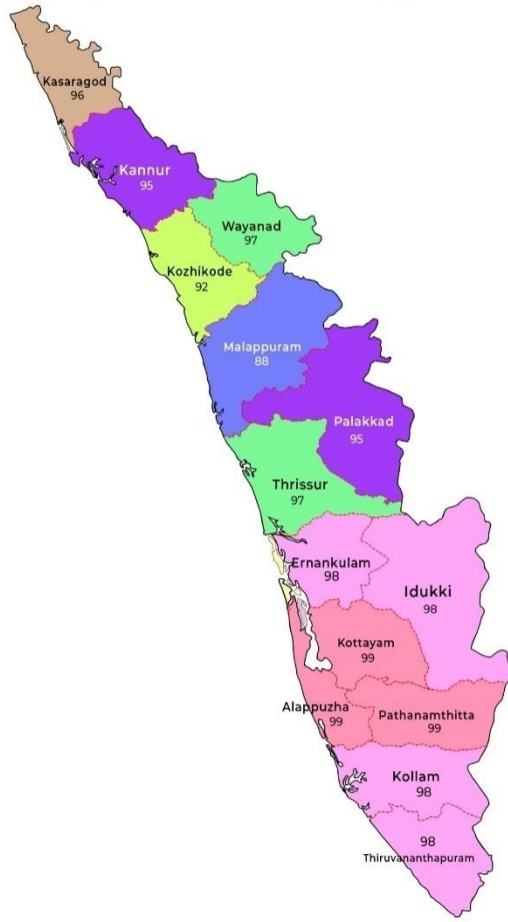 Kasaragod
96
Kannur
95
Wayanad
97
Kozhikode
92
Malappuram
88
Palakkad
95
Thrissur
97
Ernankulam
98
Idukki
98
Kottayam
99
Alappuzha
99
Pathanamthitta
99
Kollam
98
98
Thiruvananthapuram